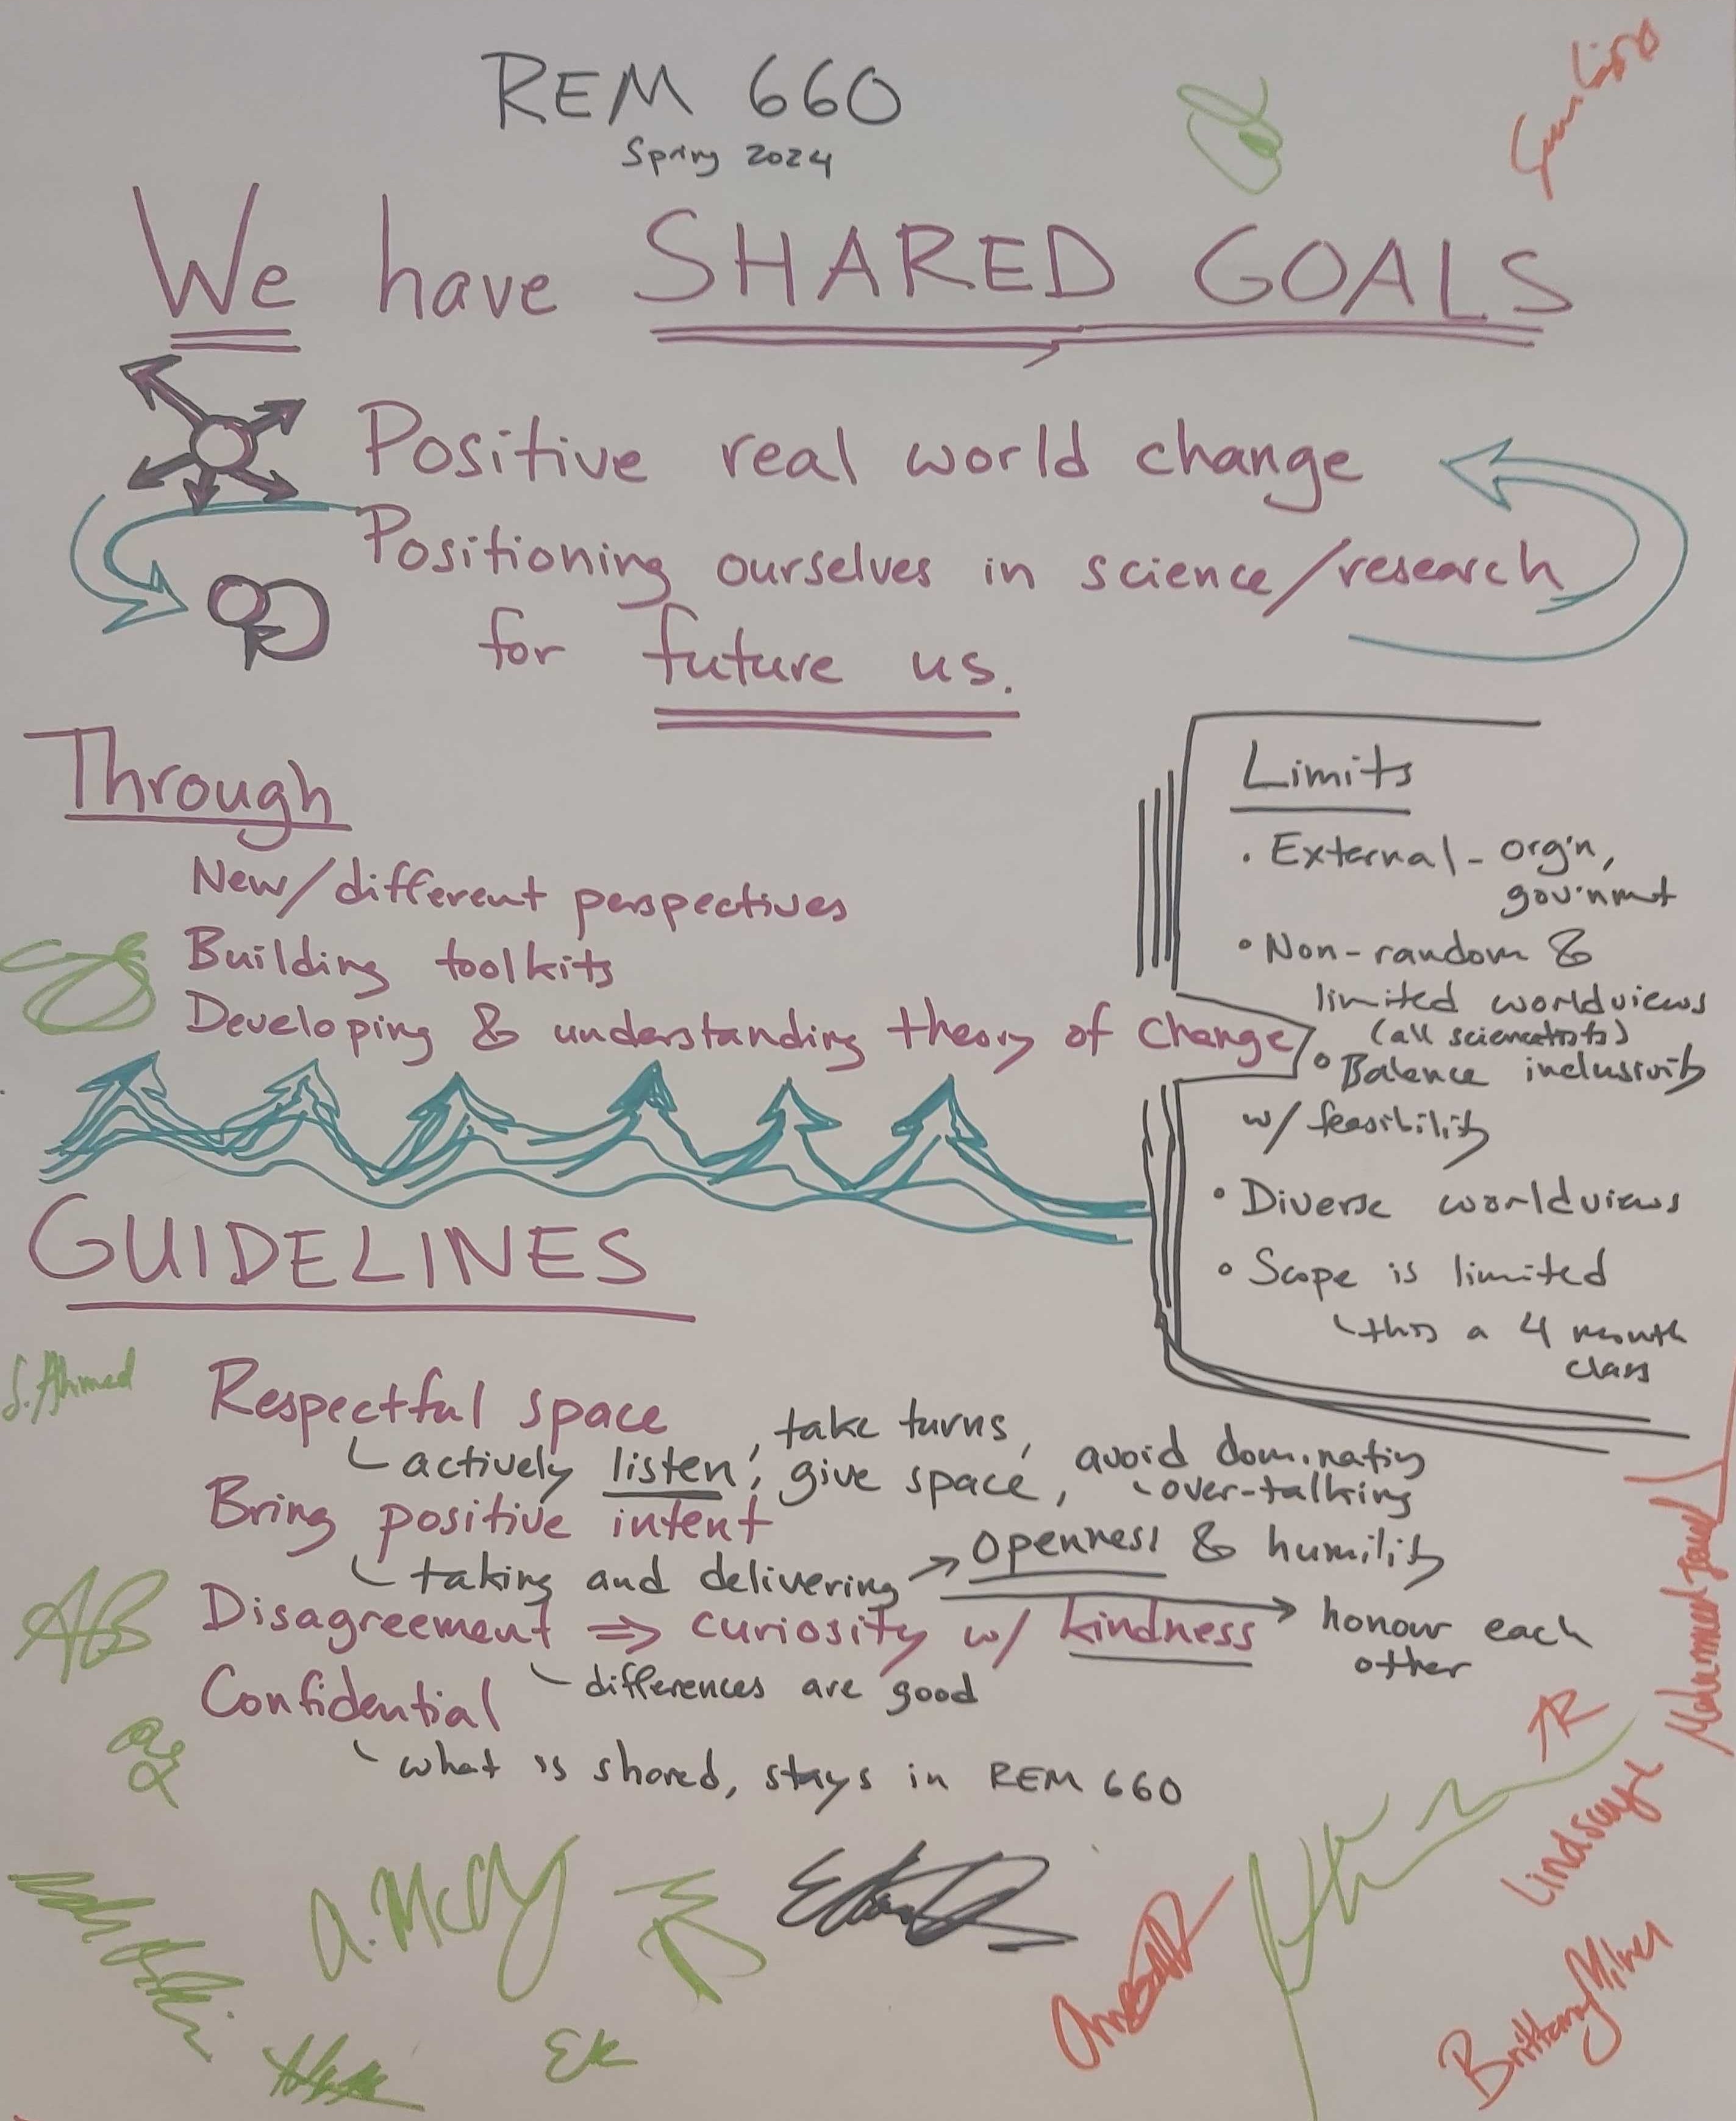 REM 660
Spring 2024
We have SHARED GOALS
Positive real world change
Positioning ourselves in science/research
for future us.
Through
New/different perspectives
Building toolkits
Developing & understanding theory of change
Limits
• External - org'n,
gov'nmt
• Non-random & 
limited worldviews
(all scienctists)
• Balance inclusivity
w/ feasibility
• Diverse worldviews
• Scope is limited
this a 4 month
class
GUIDELINES
S. Ahmed
Respectful space
actively listen, take turns,
give space, avoid dominating
over-talking
Bring positive intent
taking and delivering → openness & humility
→ honour each
other
Disagreement ⇒ curiosity w/ kindness
differences are good
Confidential
what is shared, stays in REM 660
AB
JR
Lindsaye
A. McCoy
EK
Brittany Milner